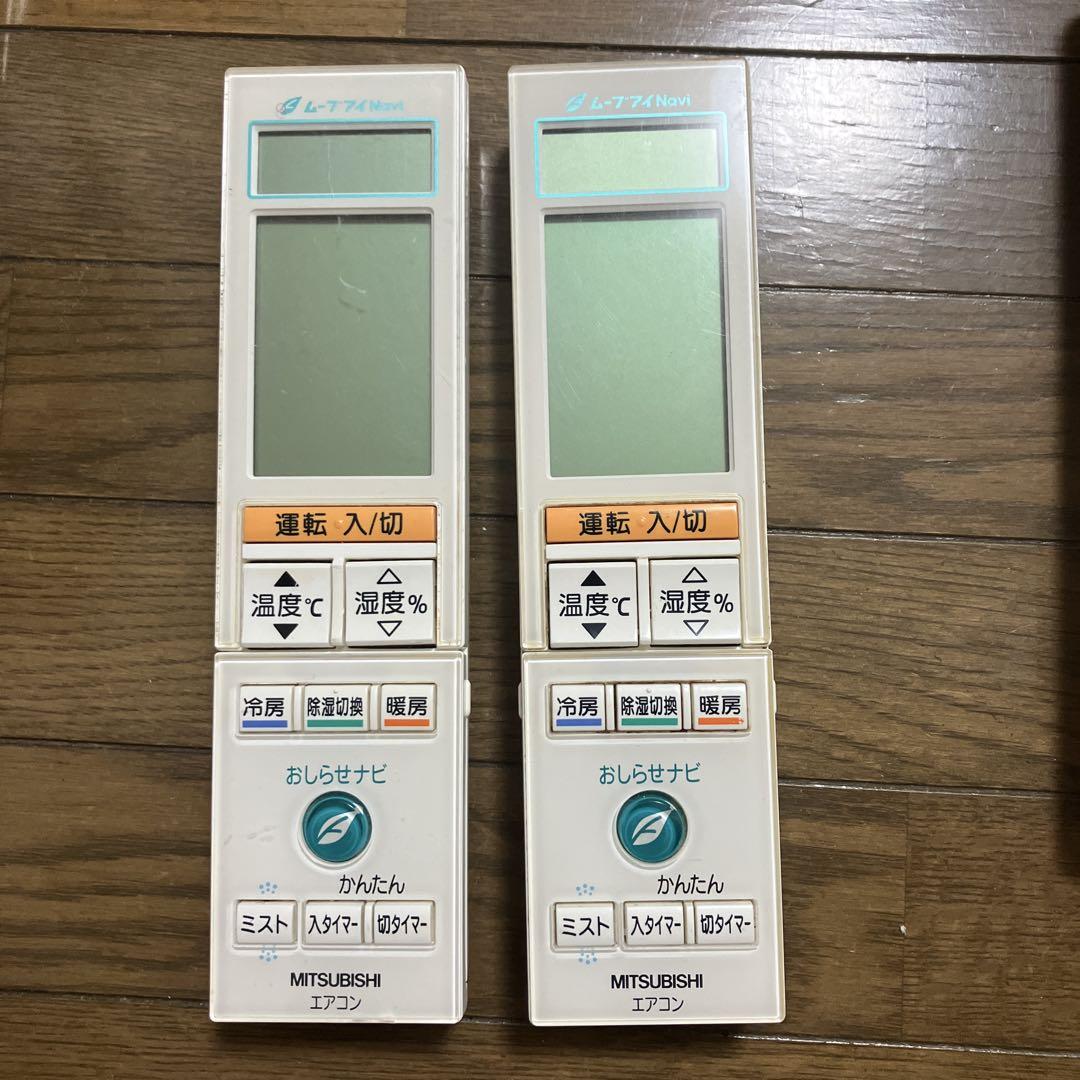 ムーブアイNavi
運転 入/切
温度℃
湿度%
冷房
除湿切換
暖房
おしらせナビ
かんたん
ミスト
入タイマー
切タイマー
MITSUBISHI
エアコン
ムーブアイNavi
運転 入/切
温度℃
湿度%
冷房
除湿切換
暖房
おしらせナビ
かんたん
ミスト
入タイマー
切タイマー
MITSUBISHI
エアコン